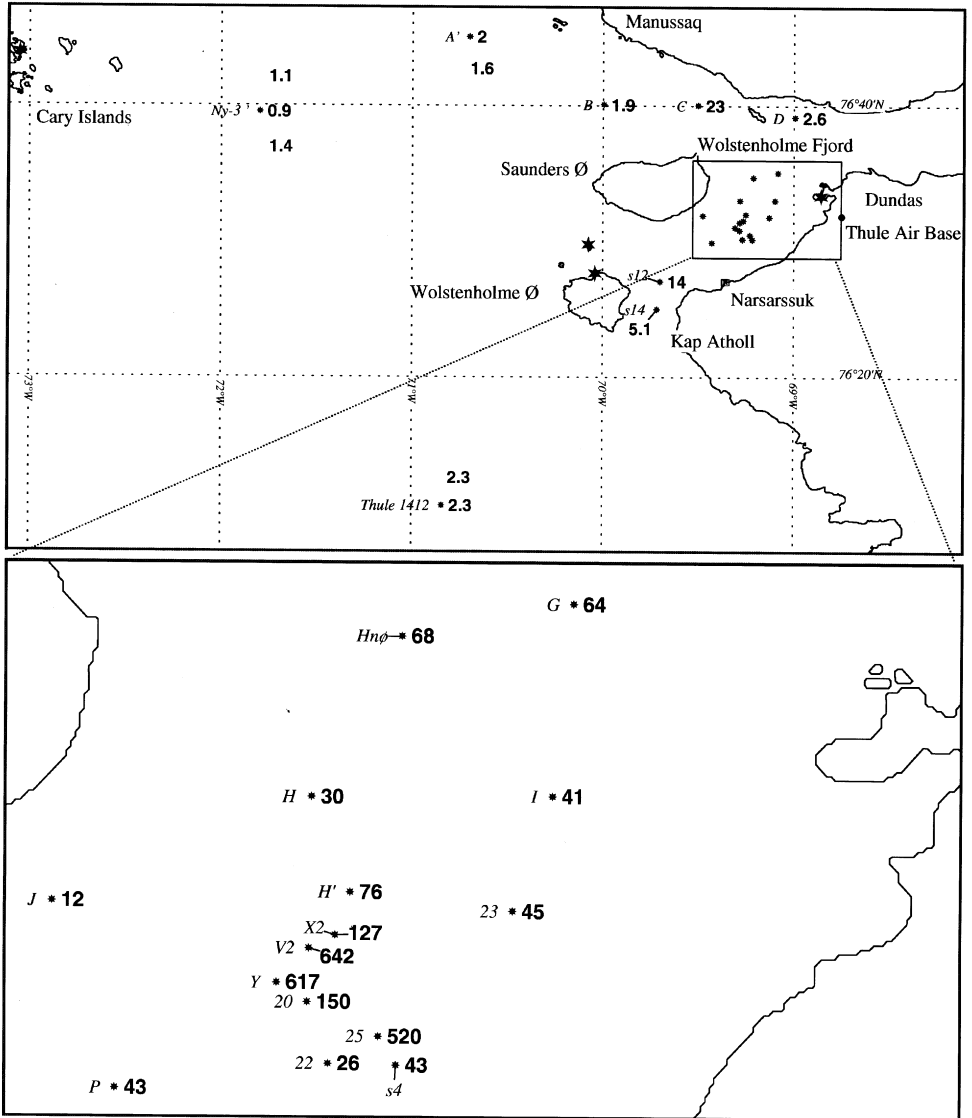 Manussaq
A' 2
1.6
1.1
Ny-3' 0.9
1.4
Cary Islands
B 1.9
C 23
76°40'N
D 2.6
Wolstenholme Fjord
Saunders Ø
Dundas
Thule Air Base
s12 14
Wolstenholme Ø
Narsarssuk
s14
5.1
Kap Atholl
76°20'N
73°W
72°W
71°W
70°W
69°W
2.3
Thule 1412 2.3
G 64
Hnø 68
H 30
I 41
J 12
H' 76
23 45
X2 127
V2 642
Y 617
20 150
25 520
22 26
43
s4
P 43